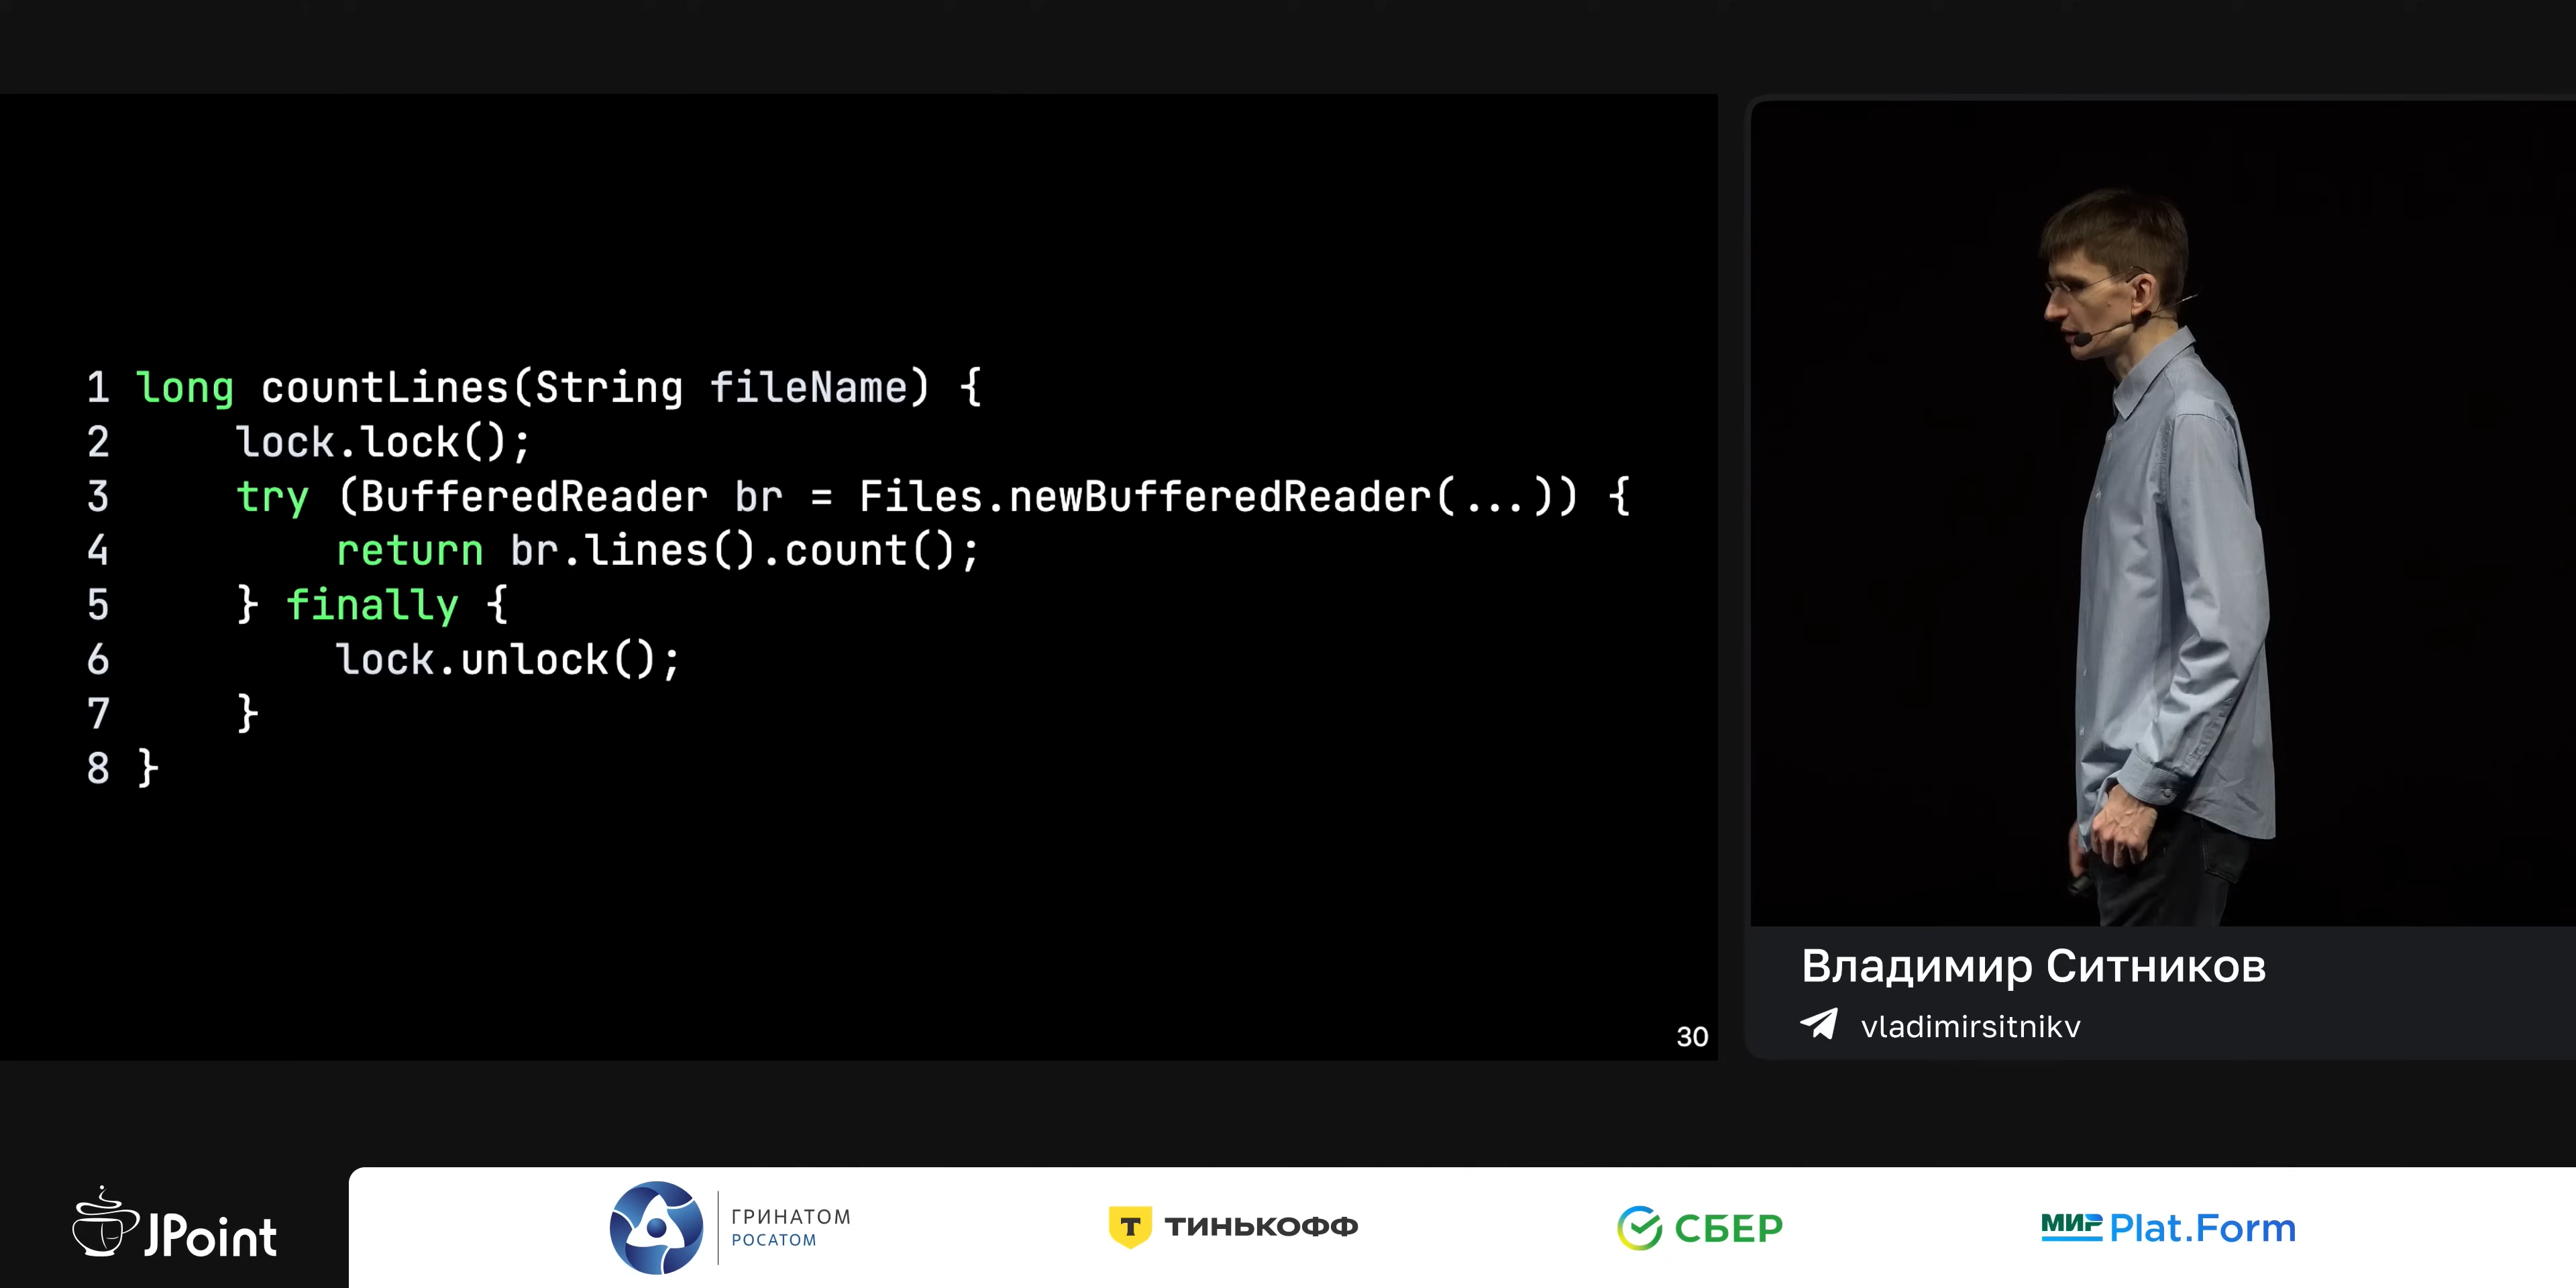 1 long countLines(String fileName) {
2     lock.lock();
3     try (BufferedReader br = Files.newBufferedReader(...)) {
4         return br.lines().count();
5     } finally {
6         lock.unlock();
7     }
8 }
30
Владимир Ситников
vladimirsitnikv
JPoint
ГРИНАТОМ
РОСАТОМ
Т ТИНЬКОФФ
СБЕР
МИР Plat.Form